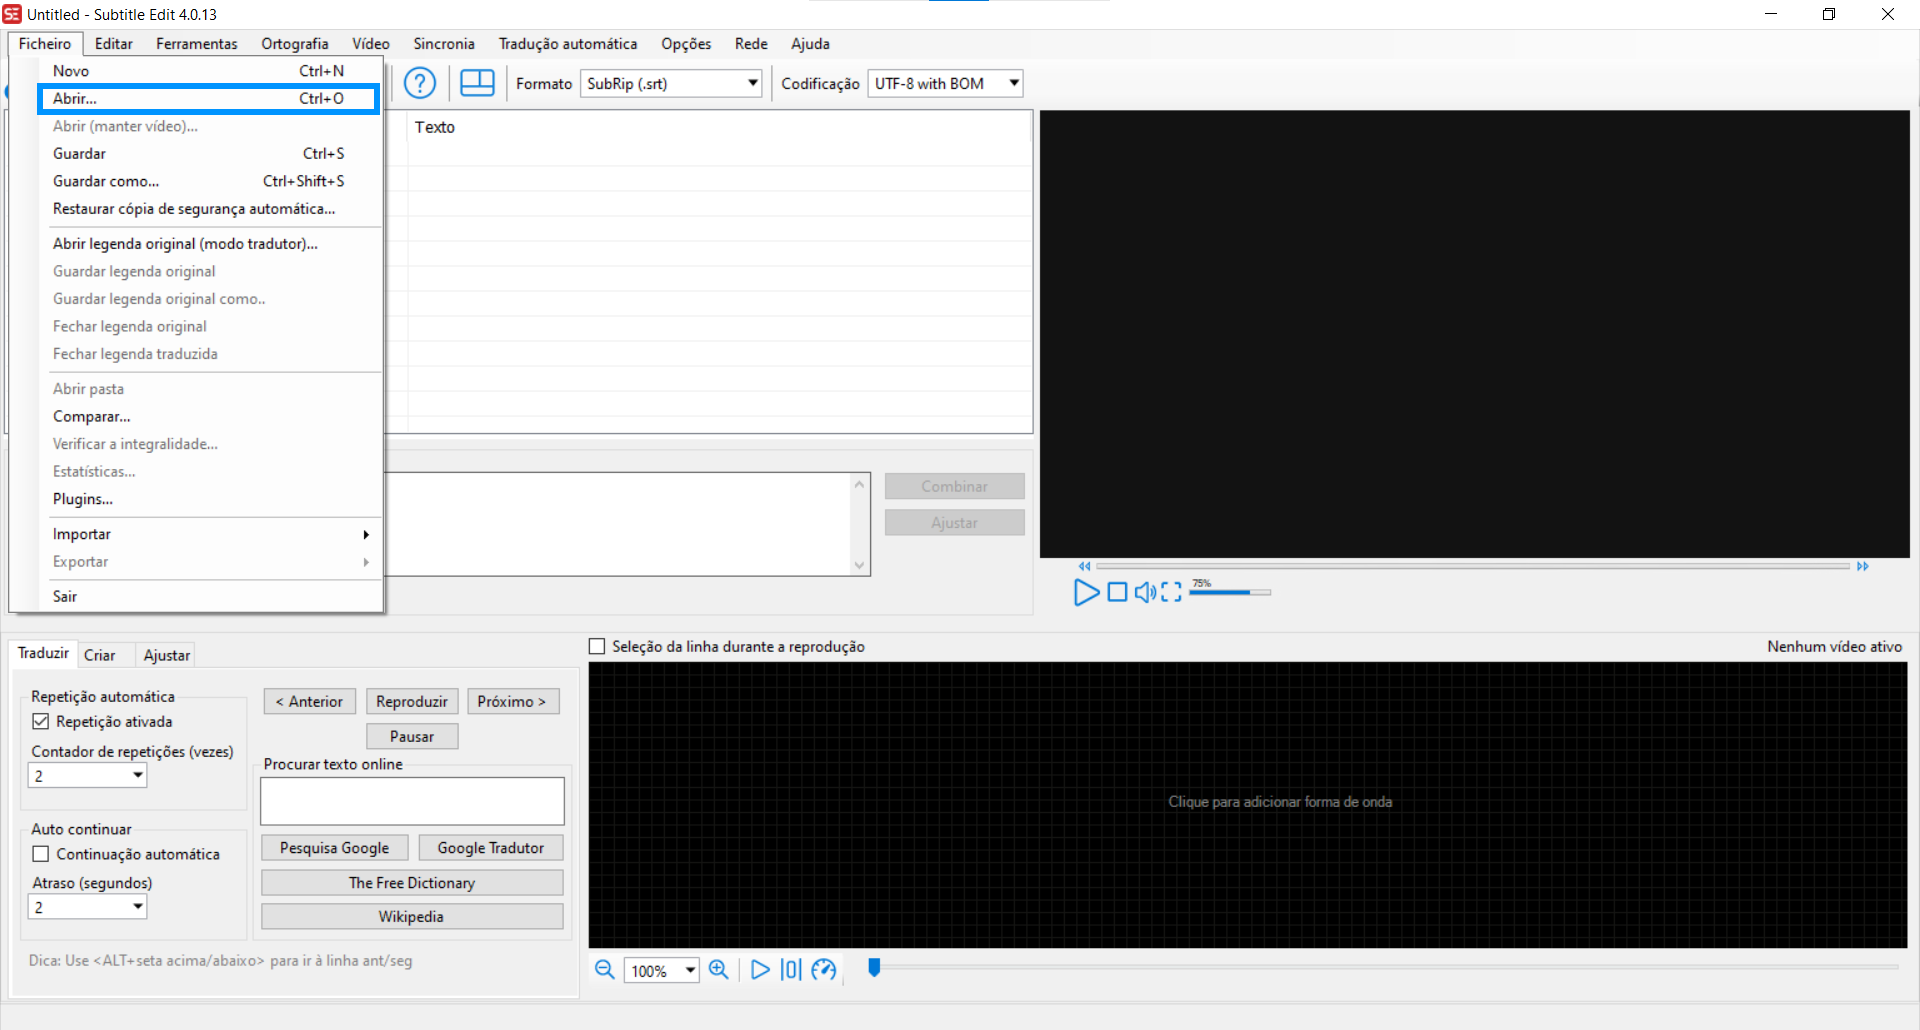 SE Untitled - Subtitle Edit 4.0.13
Ficheiro Editar Ferramentas Ortografia Vídeo Sincronia Tradução automática Opções Rede Ajuda
Novo Ctrl+N
Abrir... Ctrl+O
Abrir (manter vídeo)...
Guardar Ctrl+S
Guardar como... Ctrl+Shift+S
Restaurar cópia de segurança automática...
Abrir legenda original (modo tradutor)...
Guardar legenda original
Guardar legenda original como..
Fechar legenda original
Fechar legenda traduzida
Abrir pasta
Comparar...
Verificar a integralidade...
Estatísticas...
Plugins...
Importar
Exportar
Sair
? Formato SubRip (.srt) Codificação UTF-8 with BOM
Texto
Combinar
Ajustar
75%
Traduzir Criar Ajustar
Repetição automática
Repetição ativada
Contador de repetições (vezes)
2
Auto continuar
Continuação automática
Atraso (segundos)
2
< Anterior Reproduzir Próximo >
Pausar
Procurar texto online
Pesquisa Google Google Tradutor
The Free Dictionary
Wikipedia
Dica: Use <ALT+seta acima/abaixo> para ir à linha ant/seg
Seleção da linha durante a reprodução Nenhum vídeo ativo
Clique para adicionar forma de onda
100%